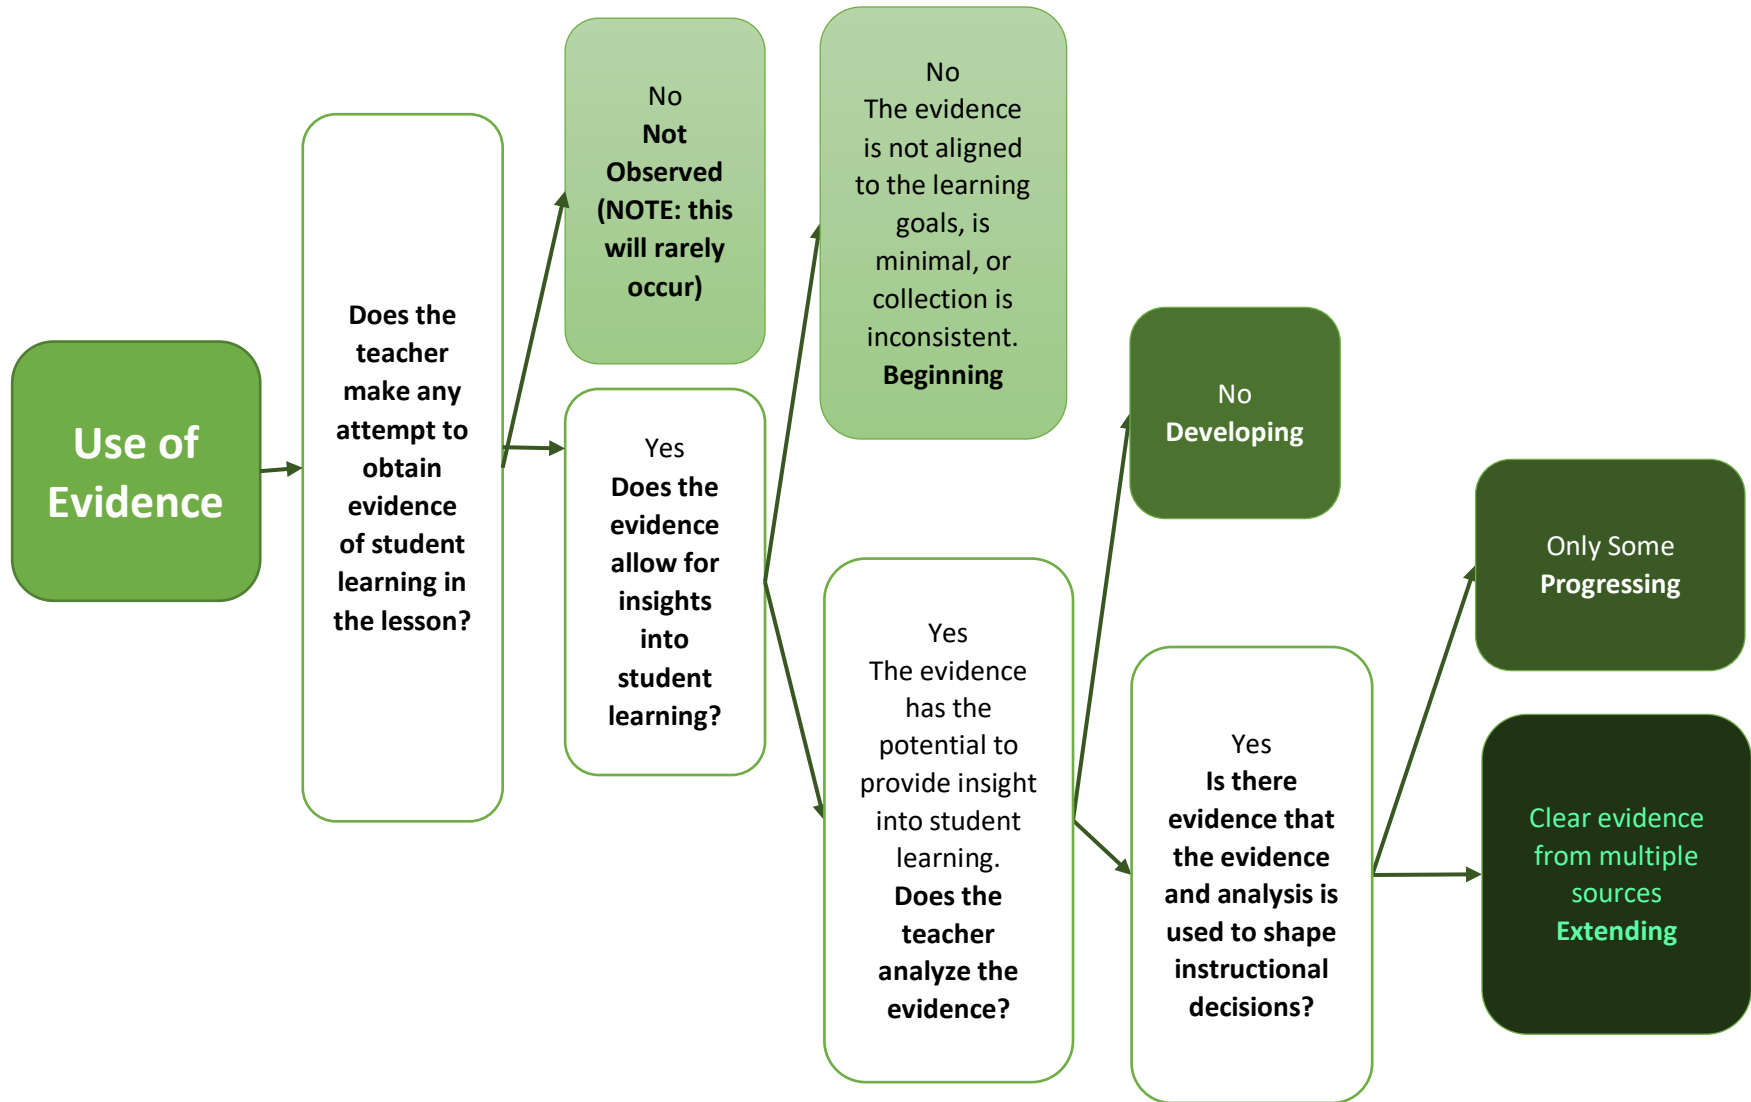 Use of
Evidence
Does the
teacher
make any
attempt to
obtain
evidence
of student
learning in
the lesson?
No
Not
Observed
(NOTE: this
will rarely
occur)
Yes
Does the
evidence
allow for
insights
into
student
learning?
No
The evidence
is not aligned
to the learning
goals, is
minimal, or
collection is
inconsistent.
Beginning
Yes
The evidence
has the
potential to
provide insight
into student
learning.
Does the
teacher
analyze the
evidence?
No
Developing
Yes
Is there
evidence that
the evidence
and analysis is
used to shape
instructional
decisions?
Only Some
Progressing
Clear evidence
from multiple
sources
Extending